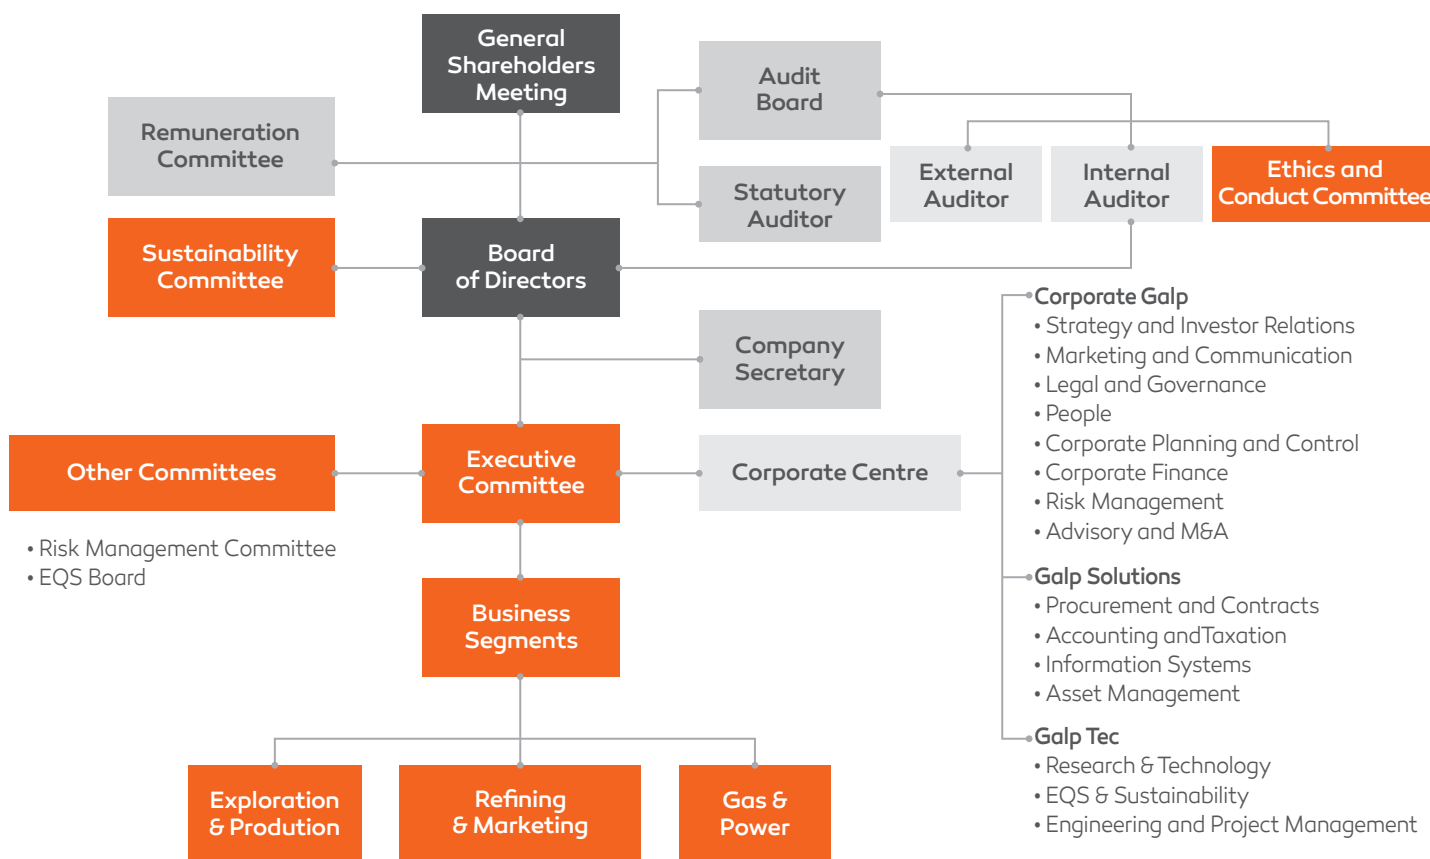 General
Shareholders
Meeting
Audit
Board
Remuneration
Committee
External
Auditor
Internal
Auditor
Ethics and
Conduct Committee
Statutory
Auditor
Sustainability
Committee
Board
of Directors
Company
Secretary
Other Committees
• Risk Management Committee
• EQS Board
Executive
Committee
Corporate Centre
Corporate Galp
• Strategy and Investor Relations
• Marketing and Communication
• Legal and Governance
• People
• Corporate Planning and Control
• Corporate Finance
• Risk Management
• Advisory and M&A
Galp Solutions
• Procurement and Contracts
• Accounting andTaxation
• Information Systems
• Asset Management
Galp Tec
• Research & Technology
• EQS & Sustainability
• Engineering and Project Management
Business
Segments
Exploration
& Prodution
Refining
& Marketing
Gas &
Power